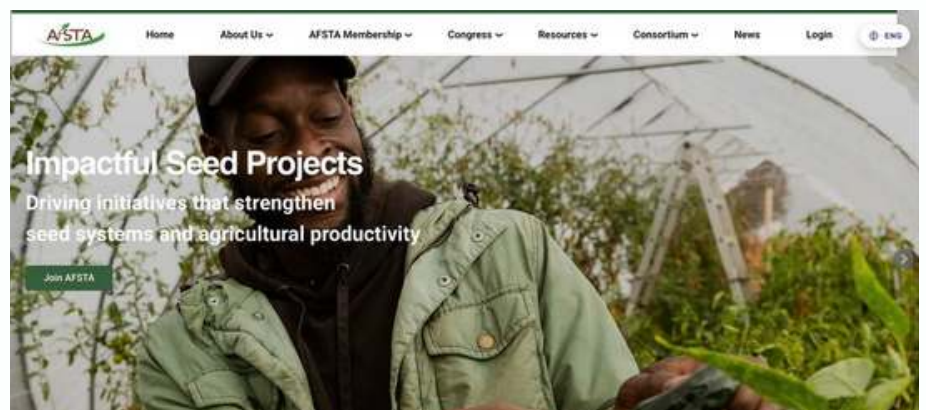 AFSTA
Home
About Us
AFSTA Membership
Congress
Resources
Consortium
News
Login
ENG
Impactful Seed Projects
Driving initiatives that strengthen
seed systems and agricultural productivity
Join AFSTA